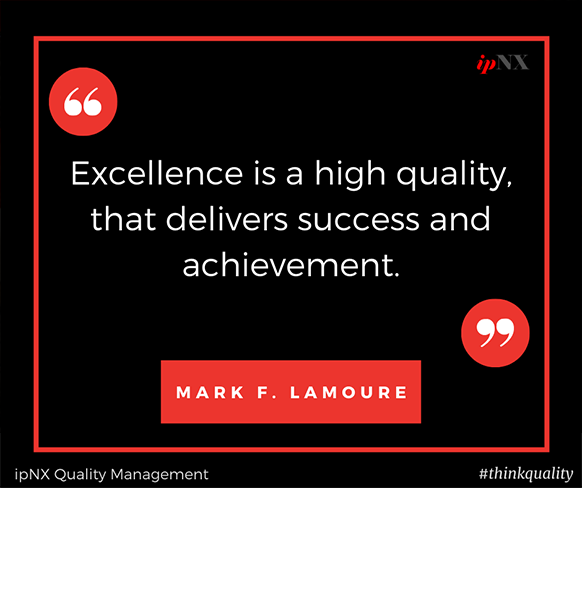 ipNX
“
Excellence is a high quality,
that delivers success and
achievement.
”
MARK F. LAMOURE
ipNX Quality Management
#thinkquality